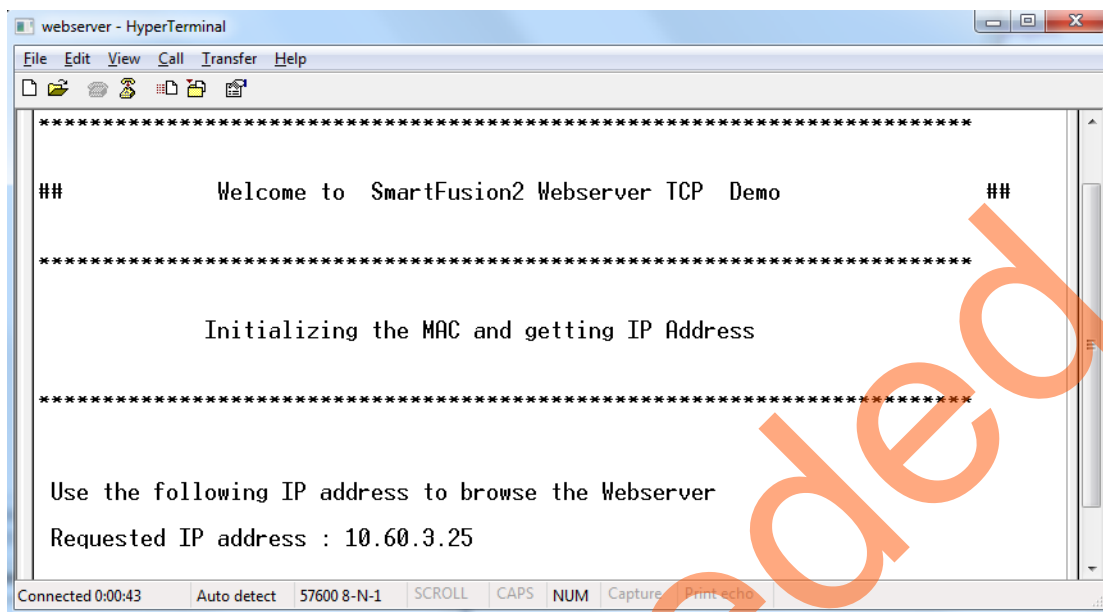 webserver - HyperTerminal
File Edit View Call Transfer Help
*************************************************************************
## Welcome to SmartFusion2 Webserver TCP Demo ##
*************************************************************************
Initializing the MAC and getting IP Address
*************************************************************************
Use the following IP address to browse the Webserver
Requested IP address : 10.60.3.25
Connected 0:00:43 Auto detect 57600 8-N-1 SCROLL CAPS NUM Capture Print echo
ded